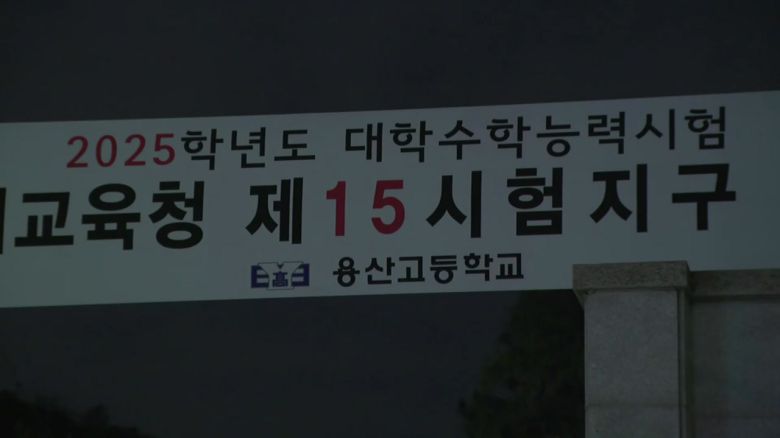 2025학년도 대학수학능력시험
교육청 제15시험지구
高 용산고등학교